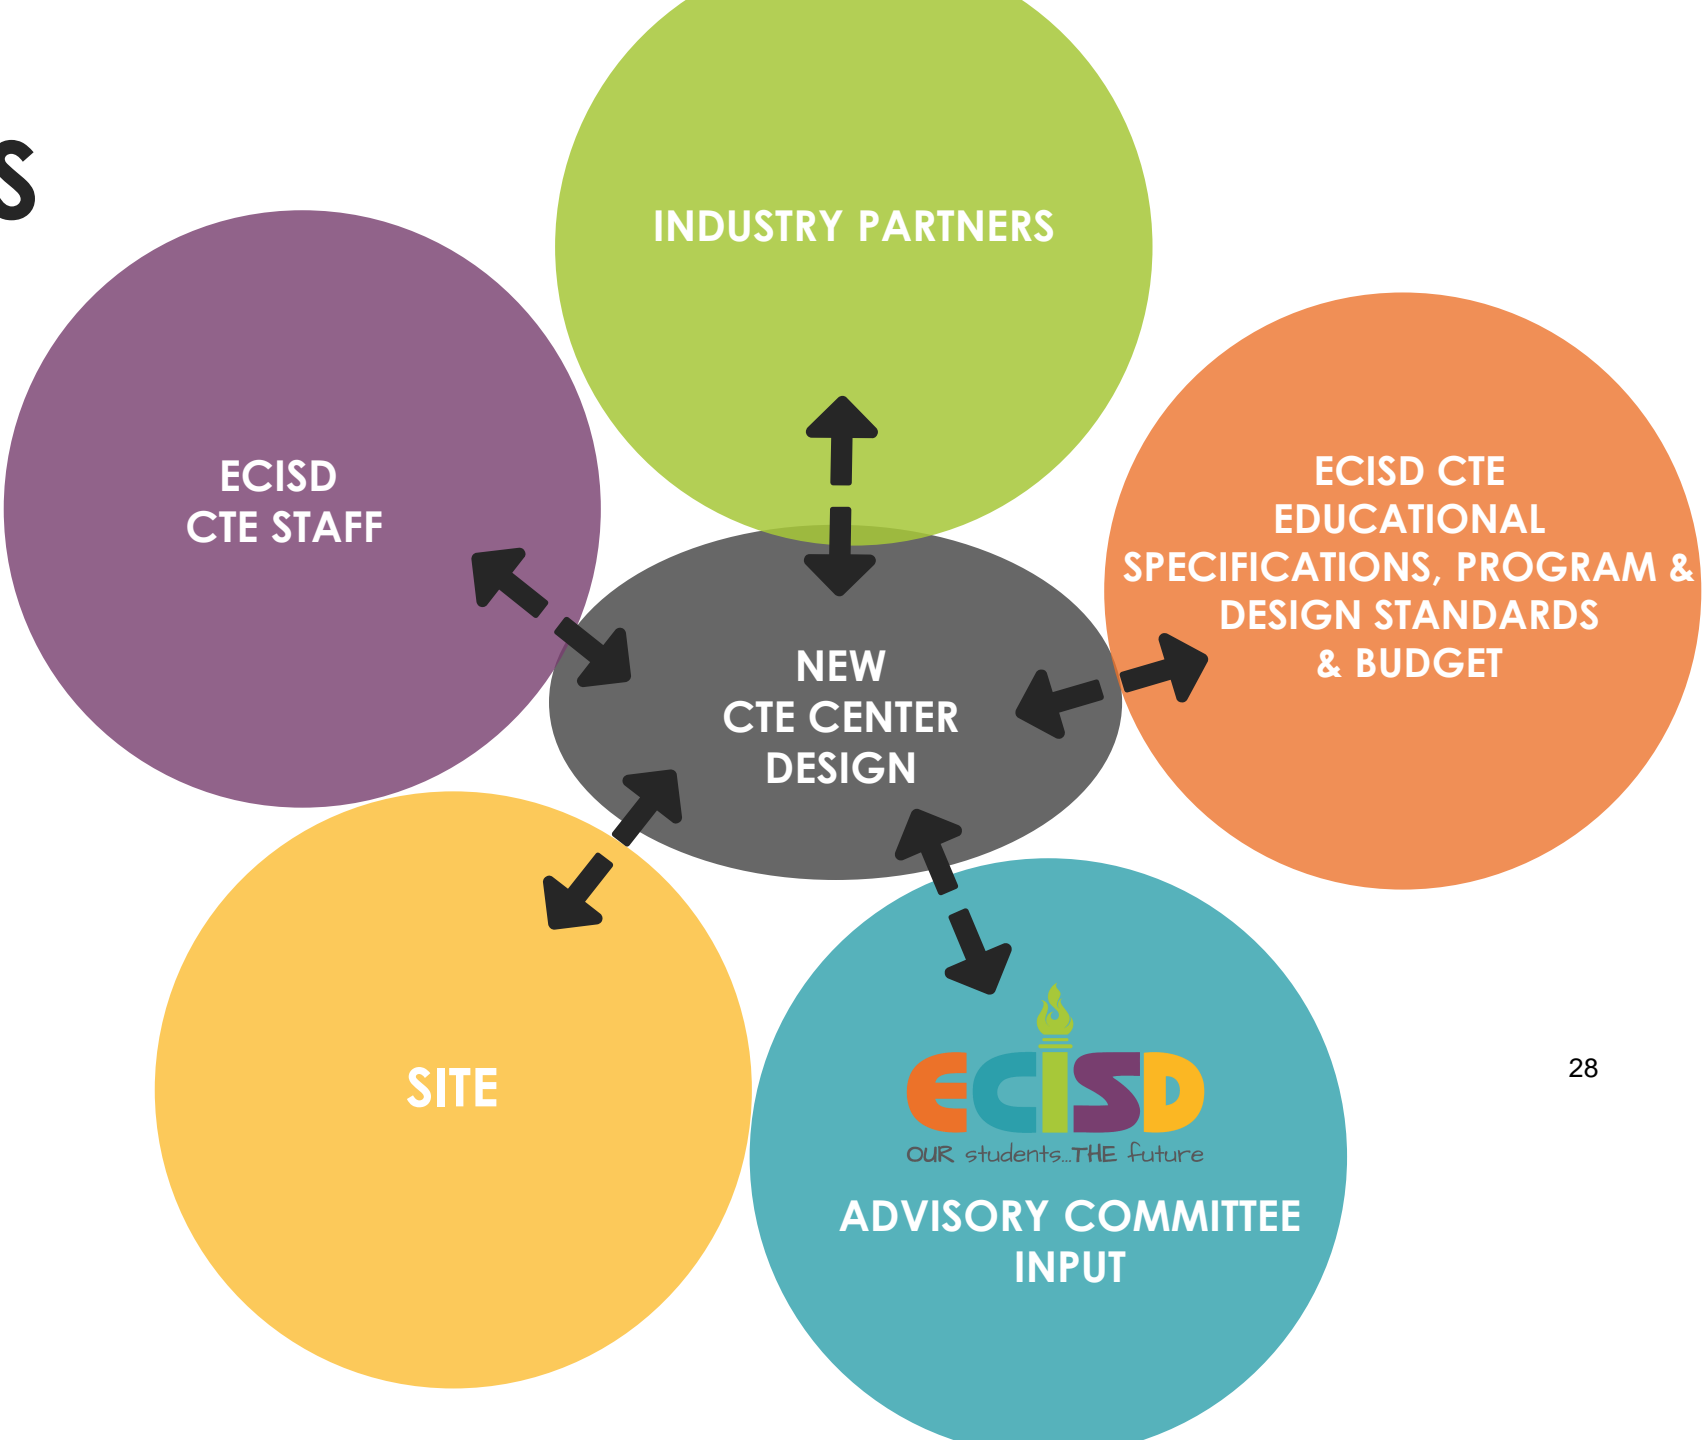 S
INDUSTRY PARTNERS
ECISD
CTE STAFF
ECISD CTE
EDUCATIONAL
SPECIFICATIONS, PROGRAM &
DESIGN STANDARDS
& BUDGET
NEW
CTE CENTER
DESIGN
SITE
ECISD
OUR students...THE future
ADVISORY COMMITTEE
INPUT
28